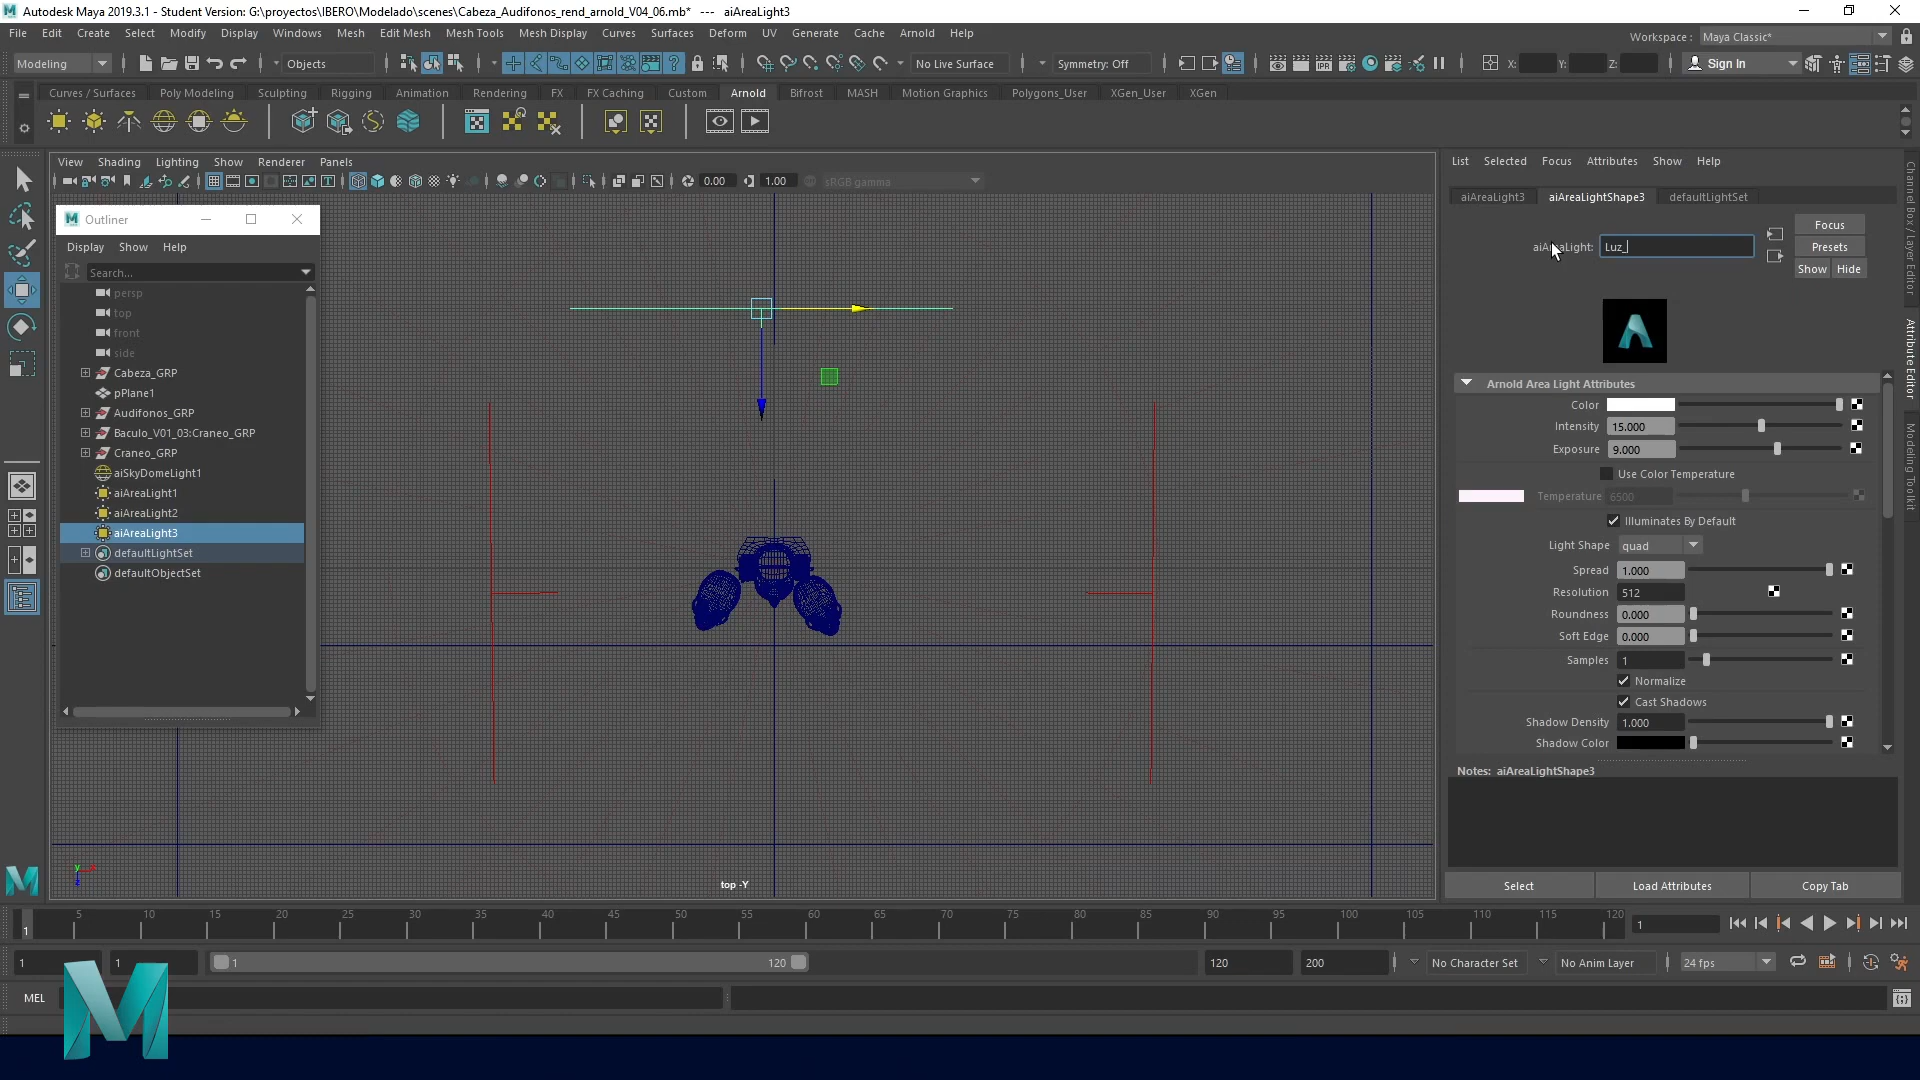 Autodesk Maya 2019.3.1 - Student Version: G:\proyectos\IBERO\Modelado\scenes\Cabeza_Audifonos_rend_arnold_V04_06.mb* --- aiAreaLight3
File Edit Create Select Modify Display Windows Mesh Edit Mesh Mesh Tools Mesh Display Curves Surfaces Deform UV Generate Cache Arnold Help
Workspace : Maya Classic*
Modeling Objects No Live Surface Symmetry: Off X: Y: Z: Sign In
Curves / Surfaces Poly Modeling Sculpting Rigging Animation Rendering FX FX Caching Custom Arnold Bifrost MASH Motion Graphics Polygons_User XGen_User XGen
View Shading Lighting Show Renderer Panels
0.00 1.00 sRGB gamma
Outliner
Display Show Help
Search...
persp
top
front
side
Cabeza_GRP
pPlane1
Audifonos_GRP
Baculo_V01_03:Craneo_GRP
Craneo_GRP
aiSkyDomeLight1
aiAreaLight1
aiAreaLight2
aiAreaLight3
defaultLightSet
defaultObjectSet
top -Y
List Selected Focus Attributes Show Help
aiAreaLight3 aiAreaLightShape3 defaultLightSet
Focus
aiAreaLight: Luz_ Presets
Show Hide
Arnold Area Light Attributes
Color
Intensity 15.000
Exposure 9.000
Use Color Temperature
Temperature 6500
Illuminates By Default
Light Shape quad
Spread 1.000
Resolution 512
Roundness 0.000
Soft Edge 0.000
Samples 1
Normalize
Cast Shadows
Shadow Density 1.000
Shadow Color
Notes: aiAreaLightShape3
Select Load Attributes Copy Tab
Channel Box / Layer Editor
Attribute Editor
Modeling Toolkit
5 10 15 20 25 30 35 40 45 50 55 60 65 70 75 80 85 90 95 100 105 110 115 120
1 1
1 1 1 120 120 200 No Character Set No Anim Layer 24 fps
MEL